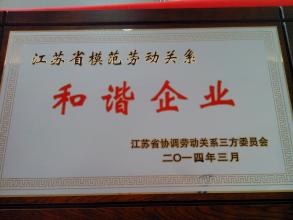 江苏省模范劳动关系
和谐企业
江苏省协调劳动关系三方委员会
二〇一四年三月